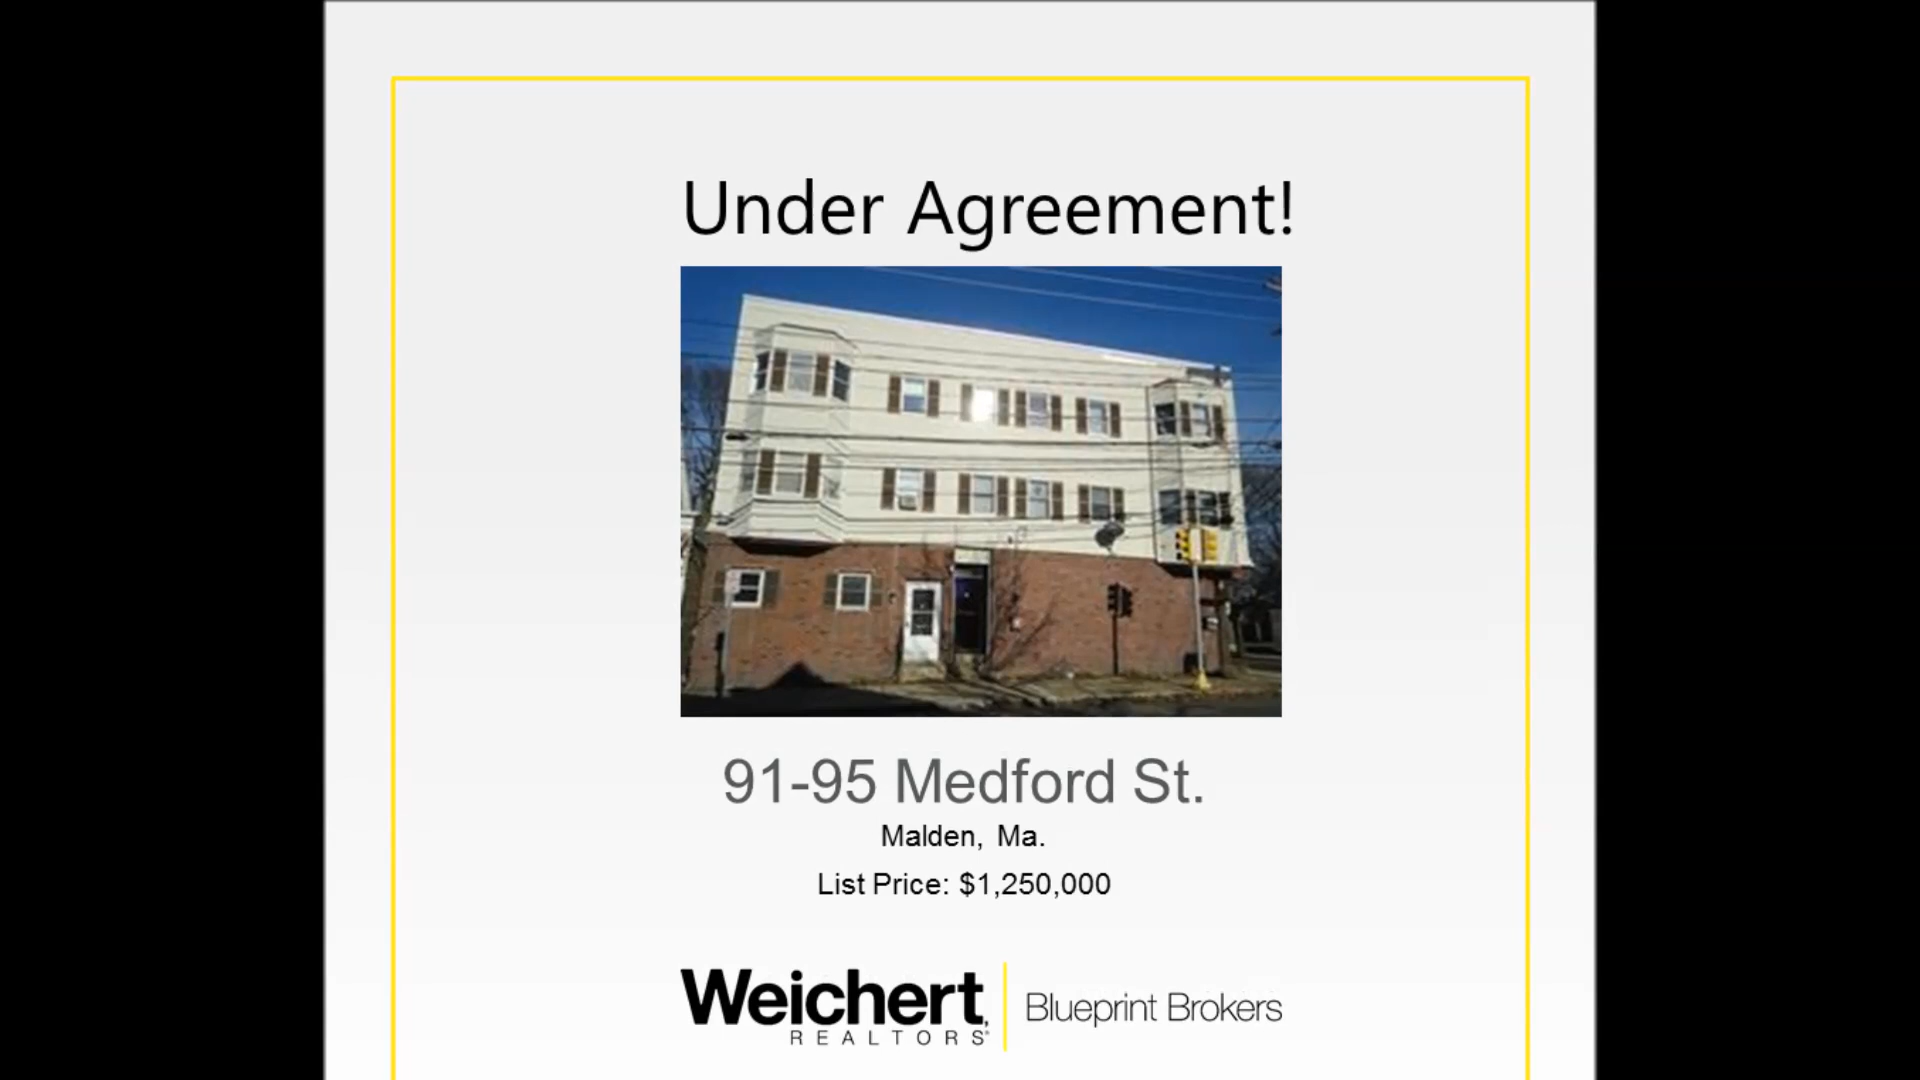 Under Agreement!
91-95 Medford St.
Malden, Ma.
List Price: $1,250,000
Weichert,
REALTORS®
Blueprint Brokers